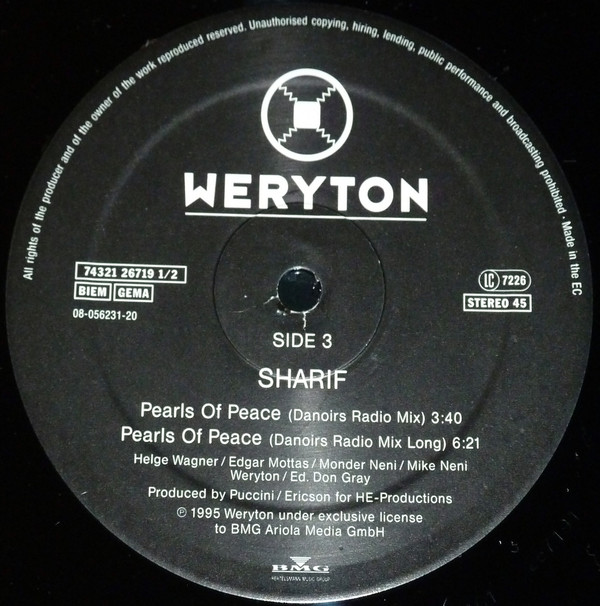 All rights of the producer and of the owner of the work reproduced reserved. Unauthorised copying, hiring, lending, public performance and broadcasting prohibited · Made in the EC
WERYTON
74321 26719 1/2
BIEM GEMA
08-056231-20
LC 7226
STEREO 45
SIDE 3
SHARIF
Pearls Of Peace (Danoirs Radio Mix) 3:40
Pearls Of Peace (Danoirs Radio Mix Long) 6:21
Helge Wagner / Edgar Mottas / Monder Neni / Mike Neni
Weryton / Ed. Don Gray
Produced by Puccini / Ericson for HE-Productions
℗ 1995 Weryton under exclusive license
to BMG Ariola Media GmbH
BMG
BERTELSMANN MUSIC GROUP